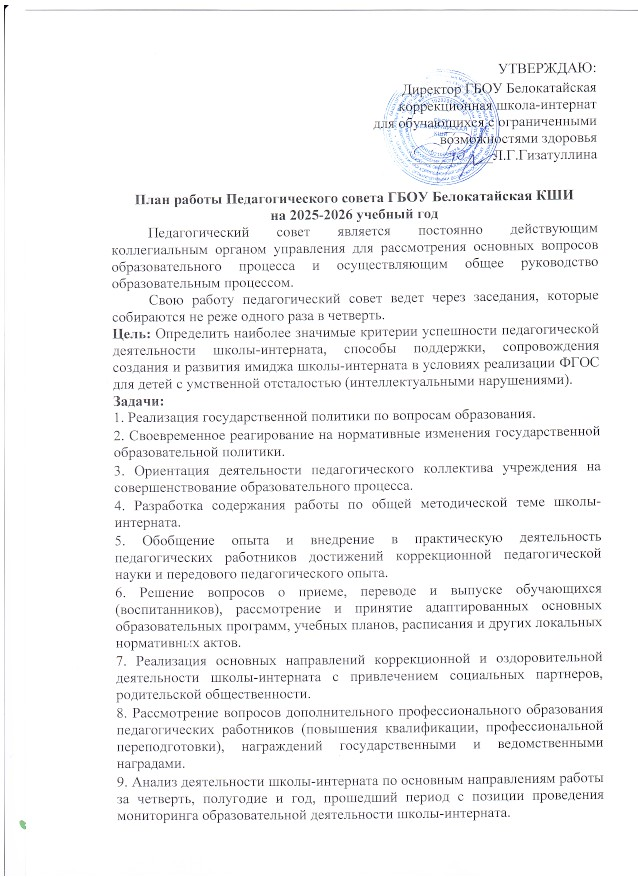 УТВЕРЖДАЮ:
Директор ГБОУ Белокатайская
коррекционная школа-интернат
для обучающихся с ограниченными
возможностями здоровья
Л.Г.Гизатуллина
План работы Педагогического совета ГБОУ Белокатайская КШИ
на 2025-2026 учебный год
Педагогический совет является постоянно действующим
коллегиальным органом управления для рассмотрения основных вопросов
образовательного процесса и осуществляющим общее руководство
образовательным процессом.
Свою работу педагогический совет ведет через заседания, которые
собираются не реже одного раза в четверть.
Цель: Определить наиболее значимые критерии успешности педагогической
деятельности школы-интерната, способы поддержки, сопровождения
создания и развития имиджа школы-интерната в условиях реализации ФГОС
для детей с умственной отсталостью (интеллектуальными нарушениями).
Задачи:
1. Реализация государственной политики по вопросам образования.
2. Своевременное реагирование на нормативные изменения государственной
образовательной политики.
3. Ориентация деятельности педагогического коллектива учреждения на
совершенствование образовательного процесса.
4. Разработка содержания работы по общей методической теме школы-
интерната.
5. Обобщение опыта и внедрение в практическую деятельность
педагогических работников достижений коррекционной педагогической
науки и передового педагогического опыта.
6. Решение вопросов о приеме, переводе и выпуске обучающихся
(воспитанников), рассмотрение и принятие адаптированных основных
образовательных программ, учебных планов, расписания и других локальных
нормативных актов.
7. Реализация основных направлений коррекционной и оздоровительной
деятельности школы-интерната с привлечением социальных партнеров,
родительской общественности.
8. Рассмотрение вопросов дополнительного профессионального образования
педагогических работников (повышения квалификации, профессиональной
переподготовки), награждений государственными и ведомственными
наградами.
9. Анализ деятельности школы-интерната по основным направлениям работы
за четверть, полугодие и год, прошедший период с позиции проведения
мониторинга образовательной деятельности школы-интерната.